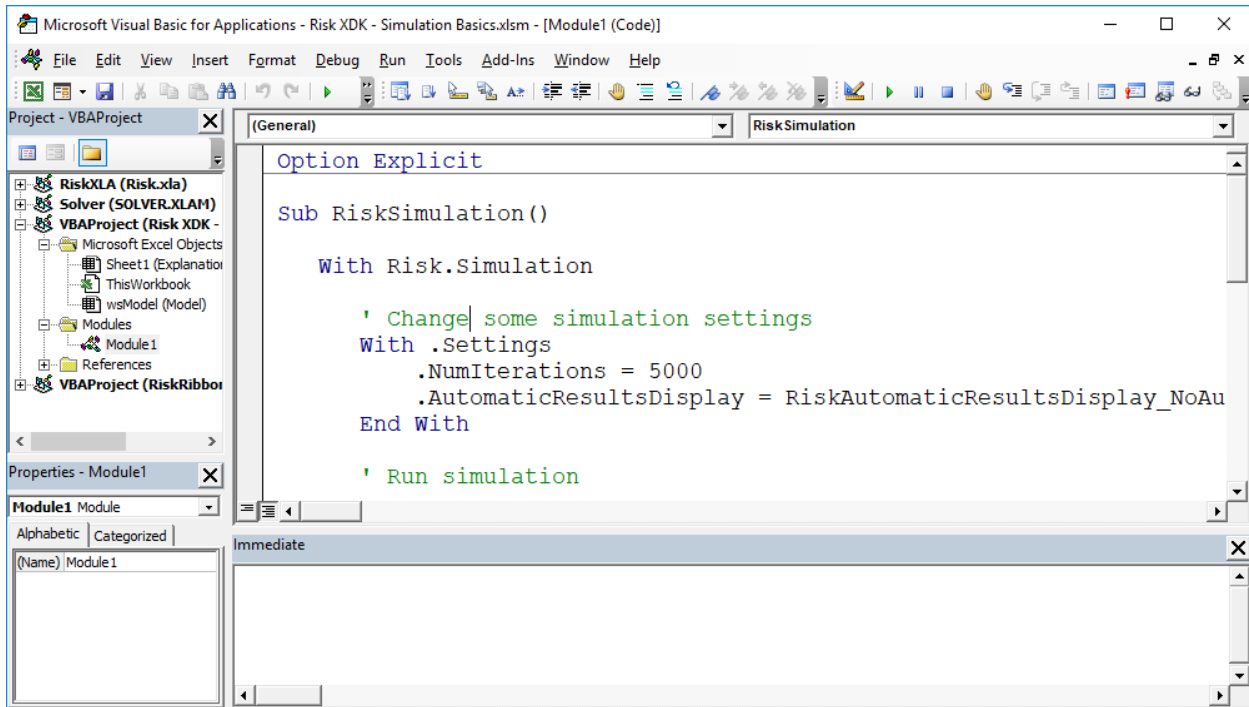 Microsoft Visual Basic for Applications - Risk XDK - Simulation Basics.xlsm - [Module1 (Code)]
File Edit View Insert Format Debug Run Tools Add-Ins Window Help
Project - VBAProject
RiskXLA (Risk.xla)
Solver (SOLVER.XLAM)
VBAProject (Risk XDK -
Microsoft Excel Objects
Sheet1 (Explanation
ThisWorkbook
wsModel (Model)
Modules
Module1
References
VBAProject (RiskRibbon
Properties - Module1
Module1 Module
Alphabetic Categorized
(Name) Module1
(General) RiskSimulation
Option Explicit
Sub RiskSimulation()
With Risk.Simulation
' Change some simulation settings
With .Settings
.NumIterations = 5000
.AutomaticResultsDisplay = RiskAutomaticResultsDisplay_NoAu
End With
' Run simulation
Immediate